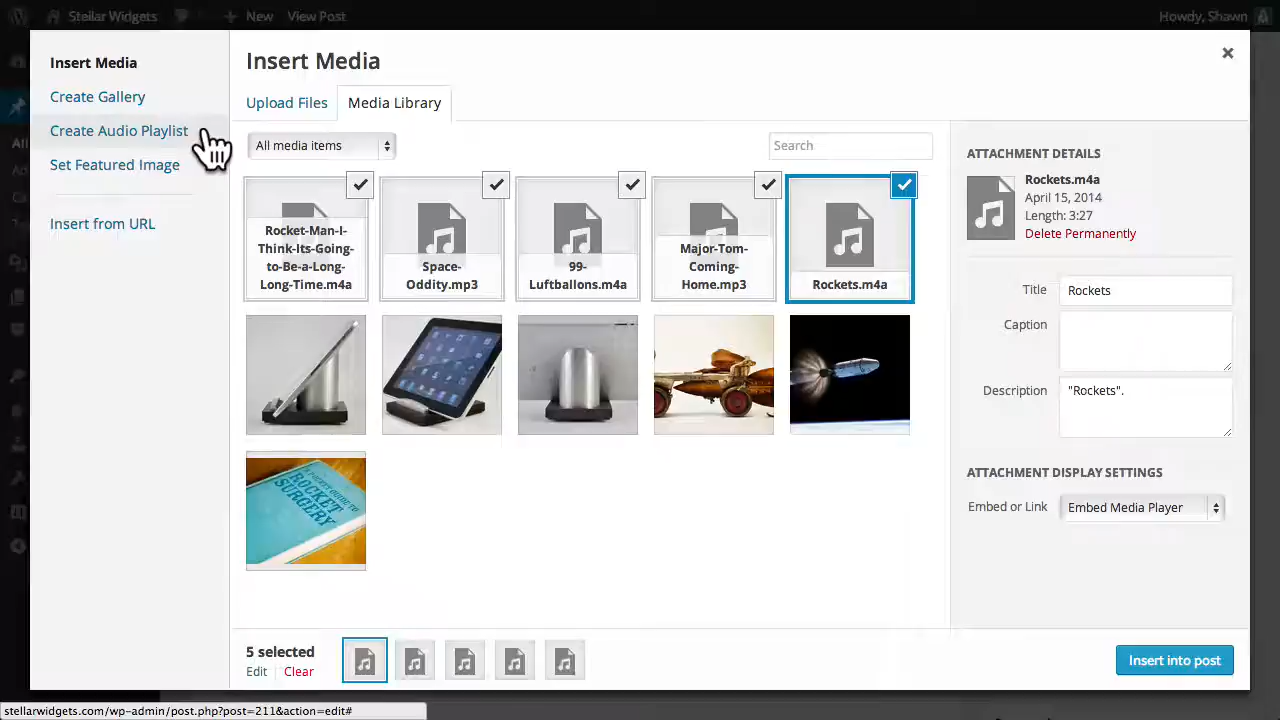 Stellar Widgets
New
View Post
Howdy, Shawn
Insert Media
Create Gallery
Create Audio Playlist
Set Featured Image
Insert from URL
Insert Media
Upload Files
Media Library
All media items
Search
Rocket-Man-I-
Think-Its-Going-
to-Be-a-Long-
Long-Time.m4a
Space-
Oddity.mp3
99-
Luftballons.m4a
Major-Tom-
Coming-
Home.mp3
Rockets.m4a
A POCKET GUIDE TO
ROCKET
SURGERY
ATTACHMENT DETAILS
Rockets.m4a
April 15, 2014
Length: 3:27
Delete Permanently
Title
Rockets
Caption
Description
"Rockets".
ATTACHMENT DISPLAY SETTINGS
Embed or Link
Embed Media Player
5 selected
Edit
Clear
Insert into post
stellarwidgets.com/wp-admin/post.php?post=211&action=edit#